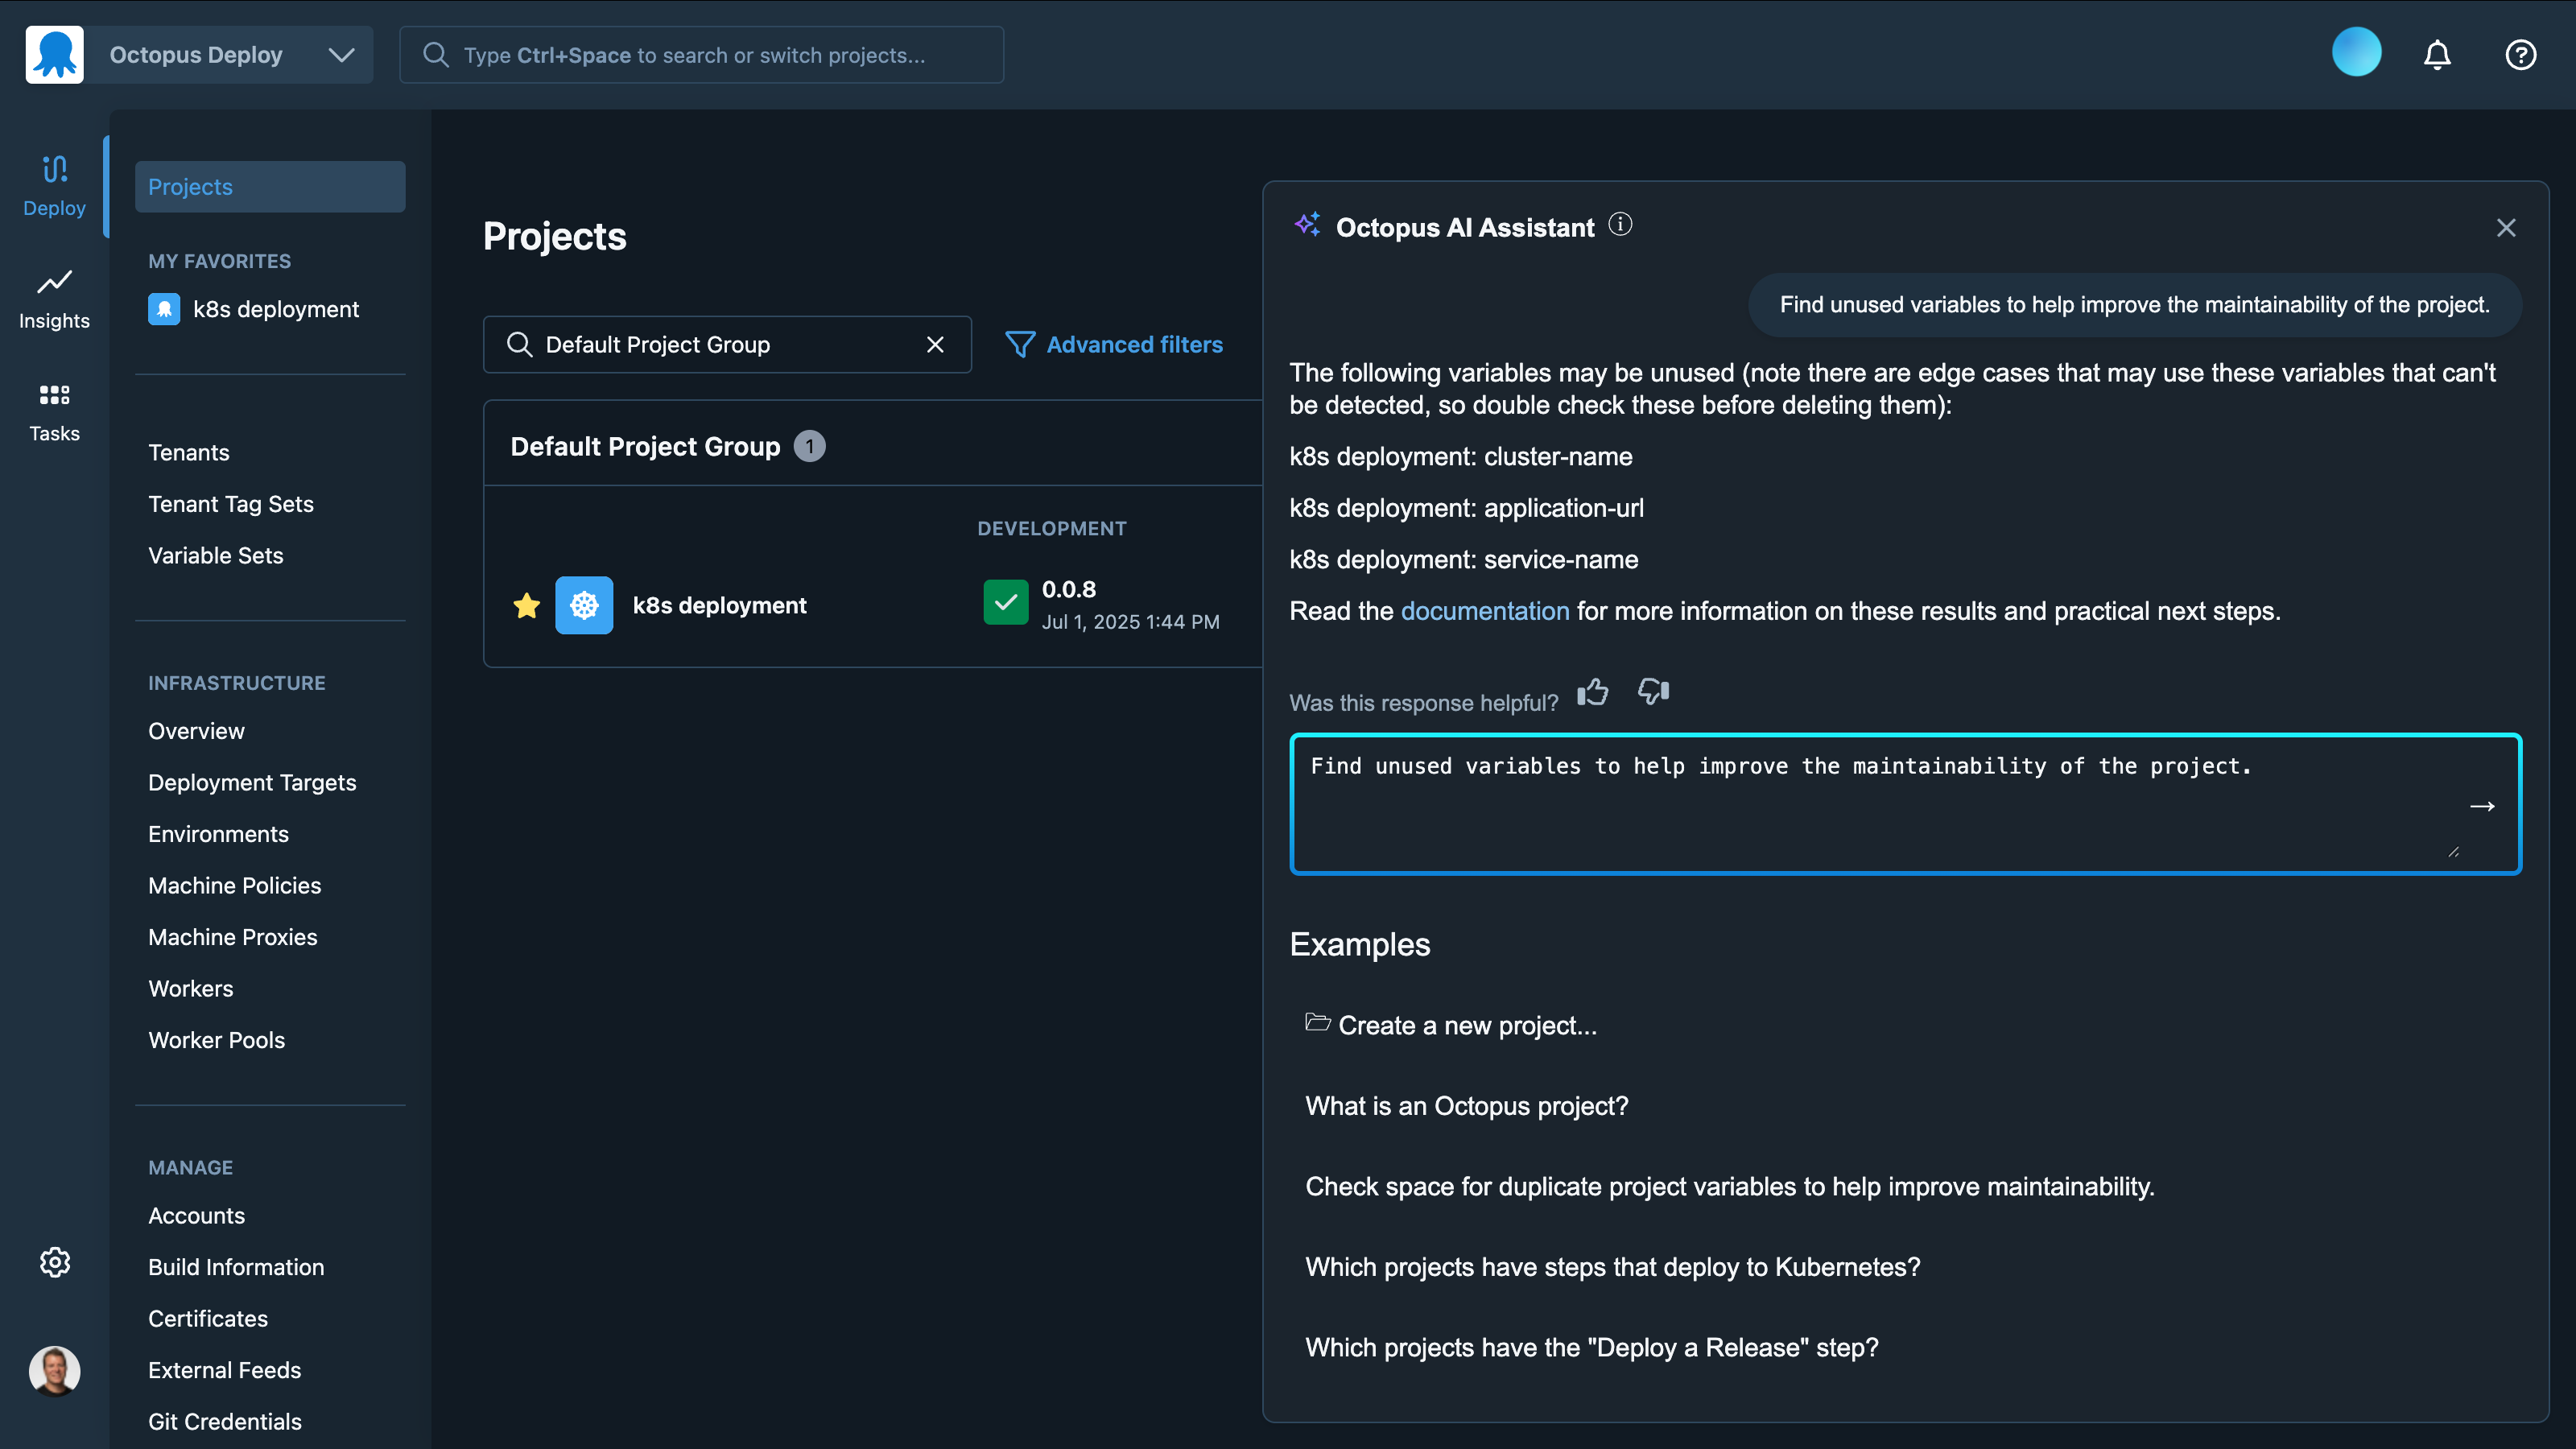 Octopus Deploy
Type Ctrl+Space to search or switch projects...
Deploy
Insights
Tasks
Projects
MY FAVORITES
k8s deployment
Tenants
Tenant Tag Sets
Variable Sets
INFRASTRUCTURE
Overview
Deployment Targets
Environments
Machine Policies
Machine Proxies
Workers
Worker Pools
MANAGE
Accounts
Build Information
Certificates
External Feeds
Git Credentials
Projects
Default Project Group
Advanced filters
Default Project Group 1
DEVELOPMENT
k8s deployment
0.0.8
Jul 1, 2025 1:44 PM
Octopus AI Assistant
Find unused variables to help improve the maintainability of the project.
The following variables may be unused (note there are edge cases that may use these variables that can't
be detected, so double check these before deleting them):
k8s deployment: cluster-name
k8s deployment: application-url
k8s deployment: service-name
Read the documentation for more information on these results and practical next steps.
Was this response helpful?
Find unused variables to help improve the maintainability of the project.
Examples
Create a new project...
What is an Octopus project?
Check space for duplicate project variables to help improve maintainability.
Which projects have steps that deploy to Kubernetes?
Which projects have the "Deploy a Release" step?